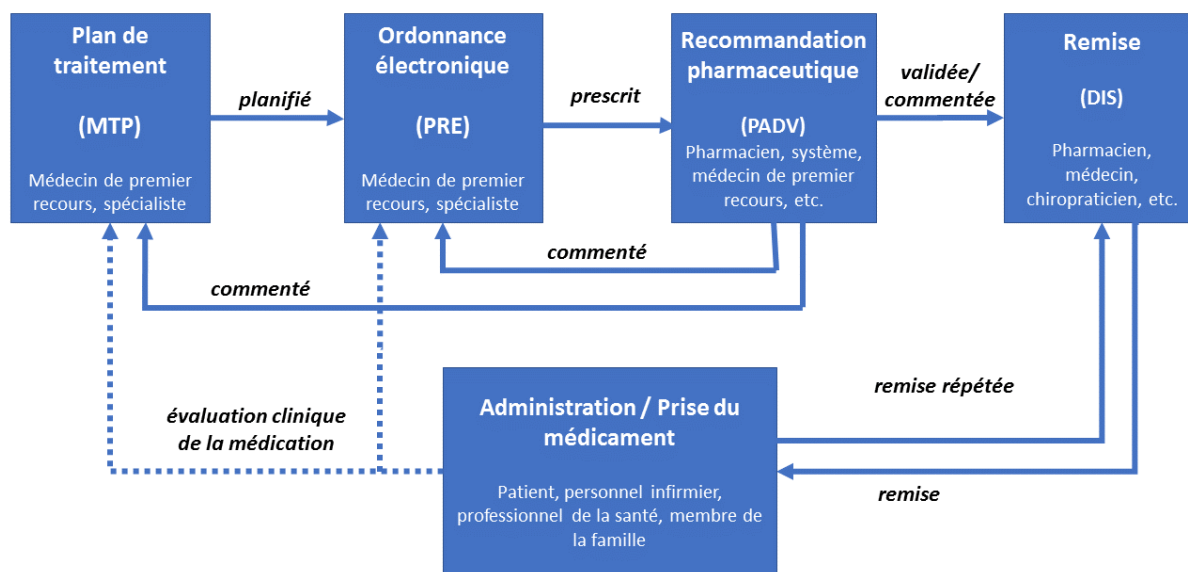 Plan de
traitement
(MTP)
Médecin de premier
recours, spécialiste
planifié
Ordonnance
électronique
(PRE)
Médecin de premier
recours, spécialiste
prescrit
Recommandation
pharmaceutique
(PADV)
Pharmacien, système,
médecin de premier
recours, etc.
validée/
commentée
Remise
(DIS)
Pharmacien,
médecin,
chiropraticien, etc.
commenté
commenté
évaluation clinique
de la médication
Administration / Prise du
médicament
Patient, personnel infirmier,
professionnel de la santé, membre de
la famille
remise répétée
remise